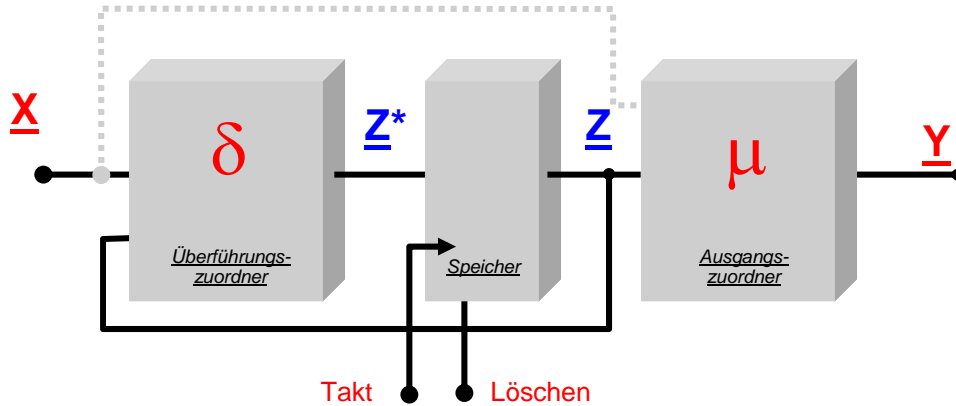 X
δ
Z*
Z
μ
Y
Überführungs-
zuordner
Speicher
Ausgangs-
zuordner
Takt
Löschen